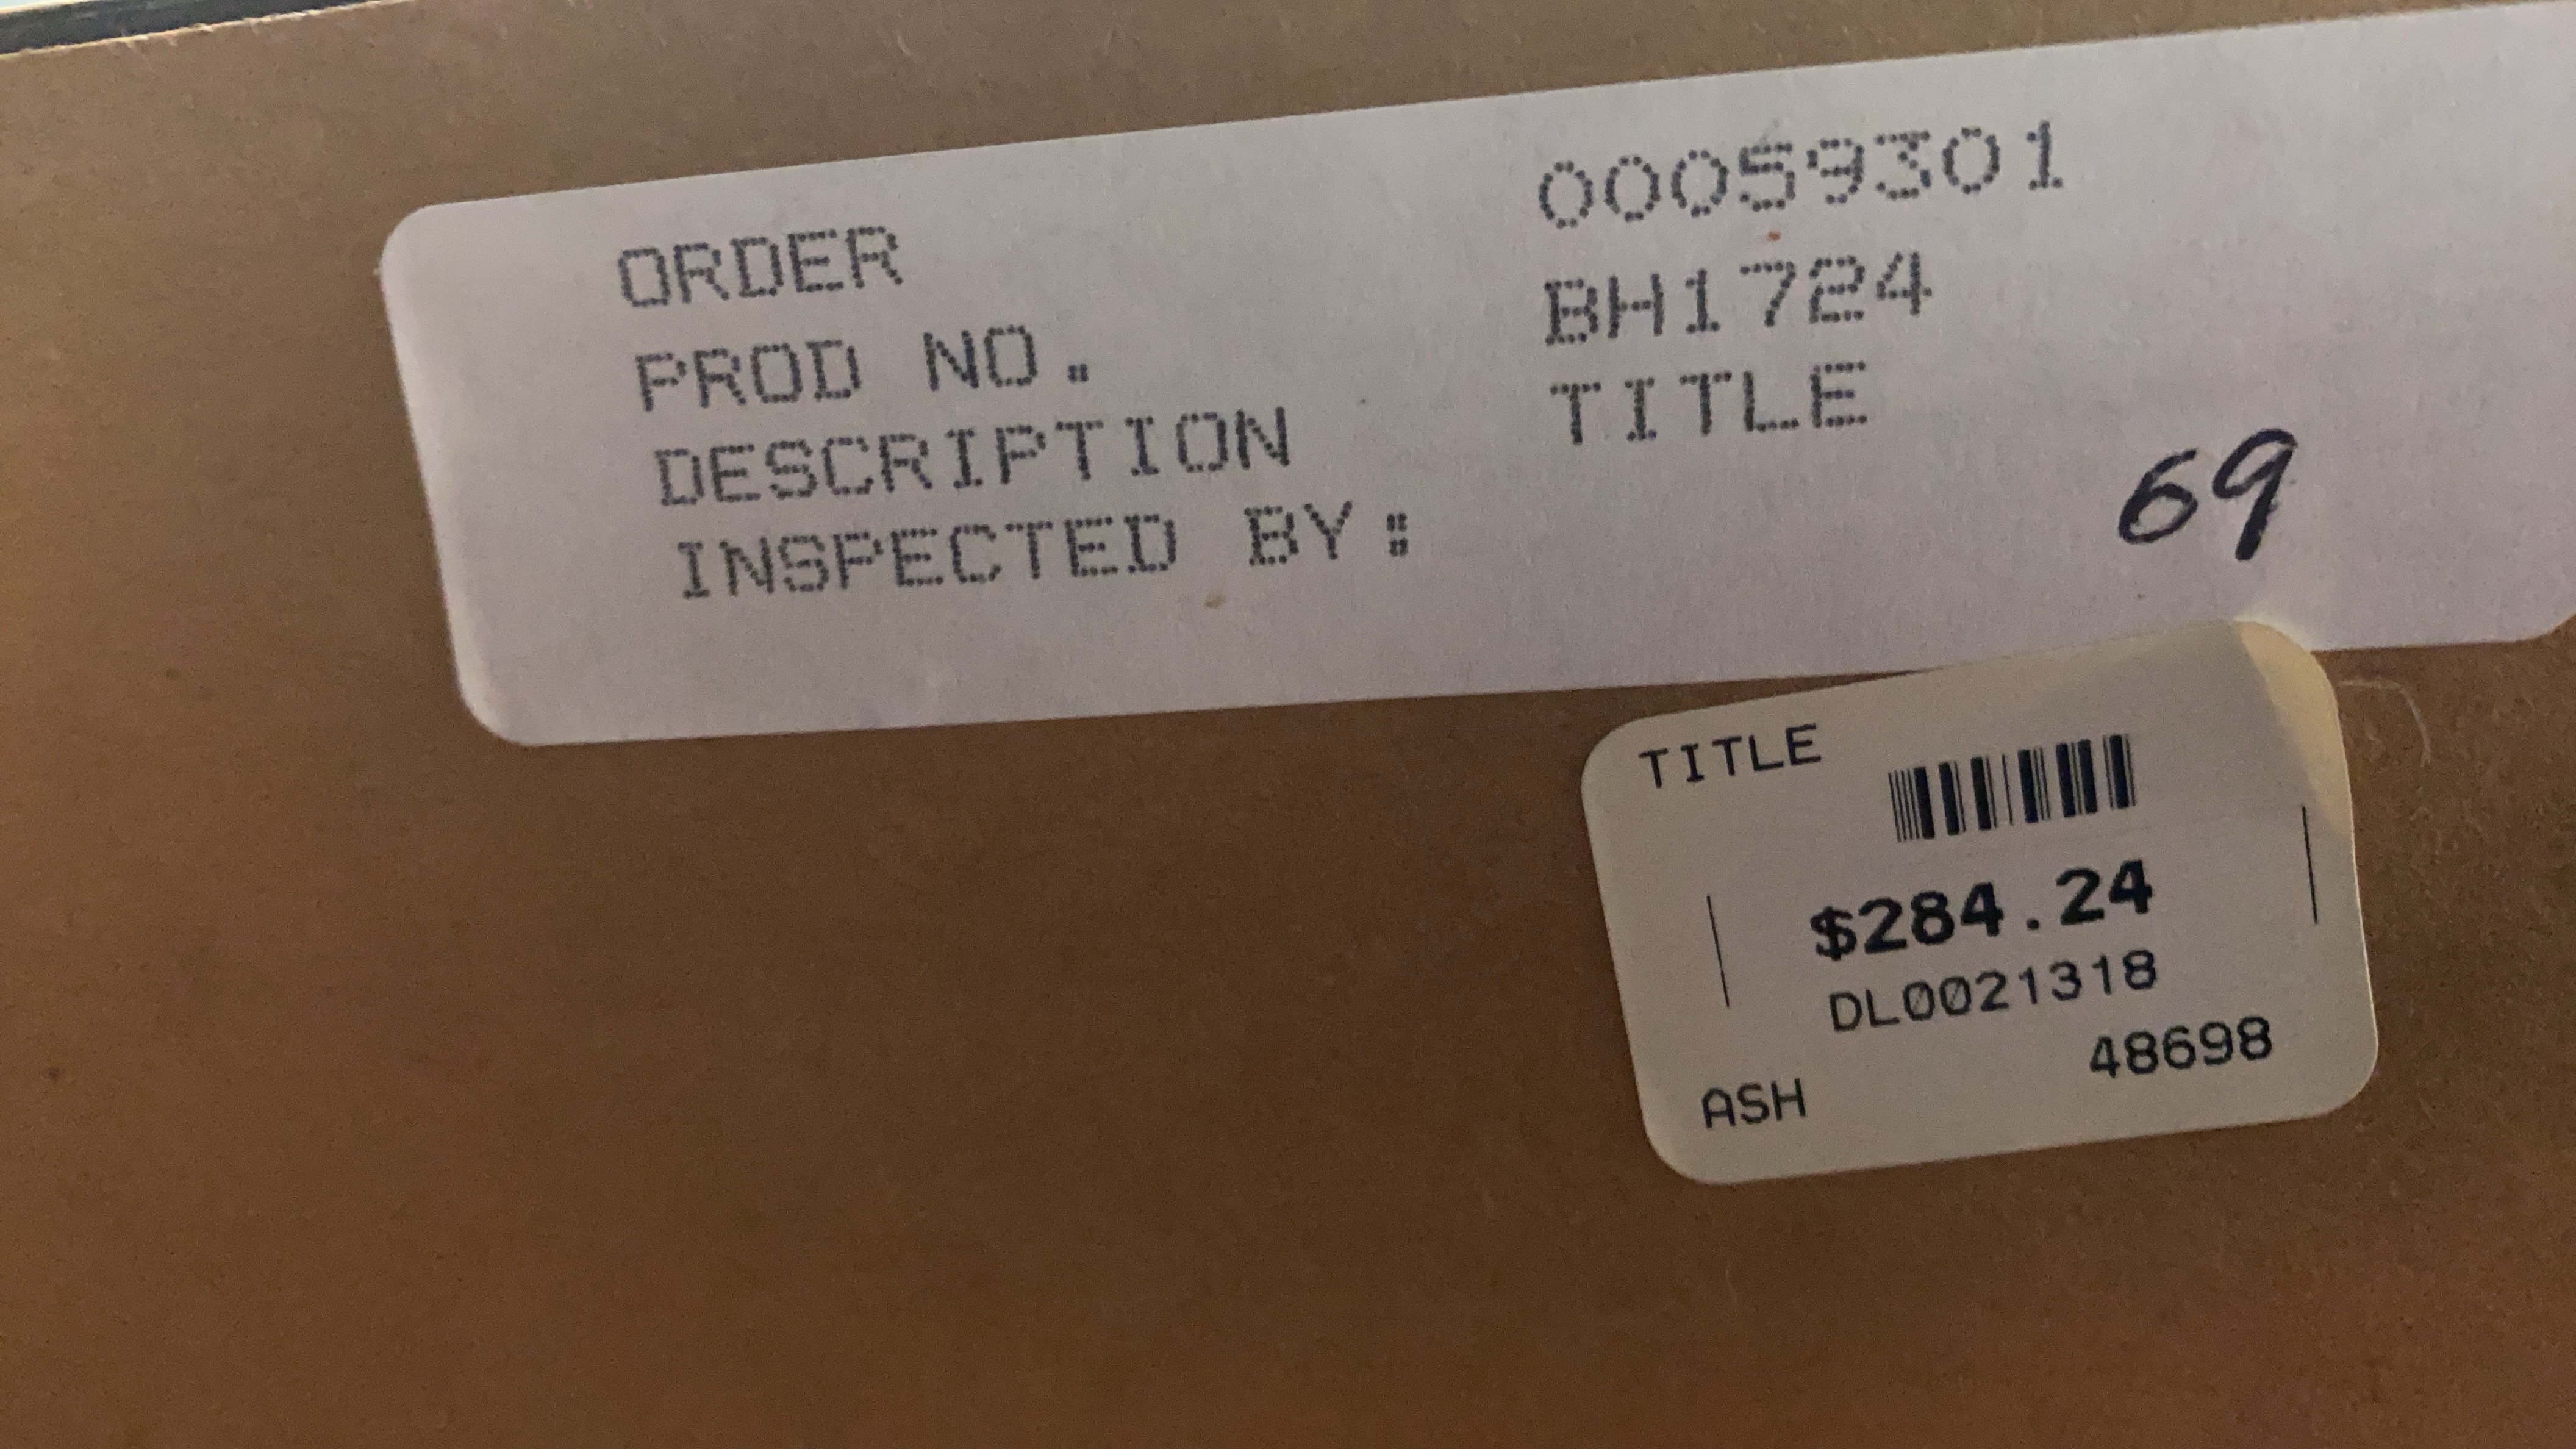 ORDER 00059301
PROD NO. BH1724
DESCRIPTION TITLE
INSPECTED BY: 69
TITLE
$284.24
DL0021318
48698
ASH